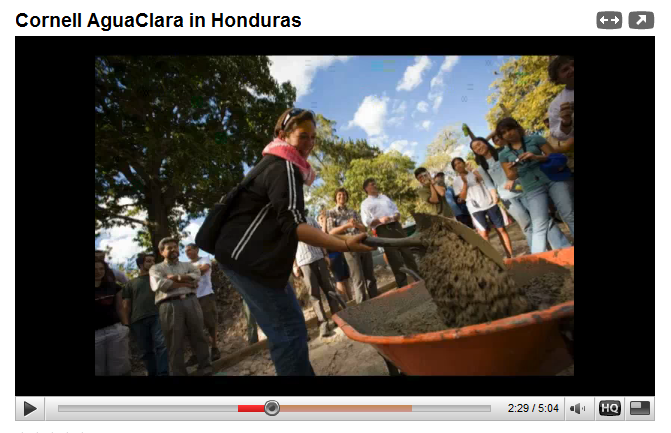 Cornell AguaClara in Honduras
2:29 / 5:04
HQ